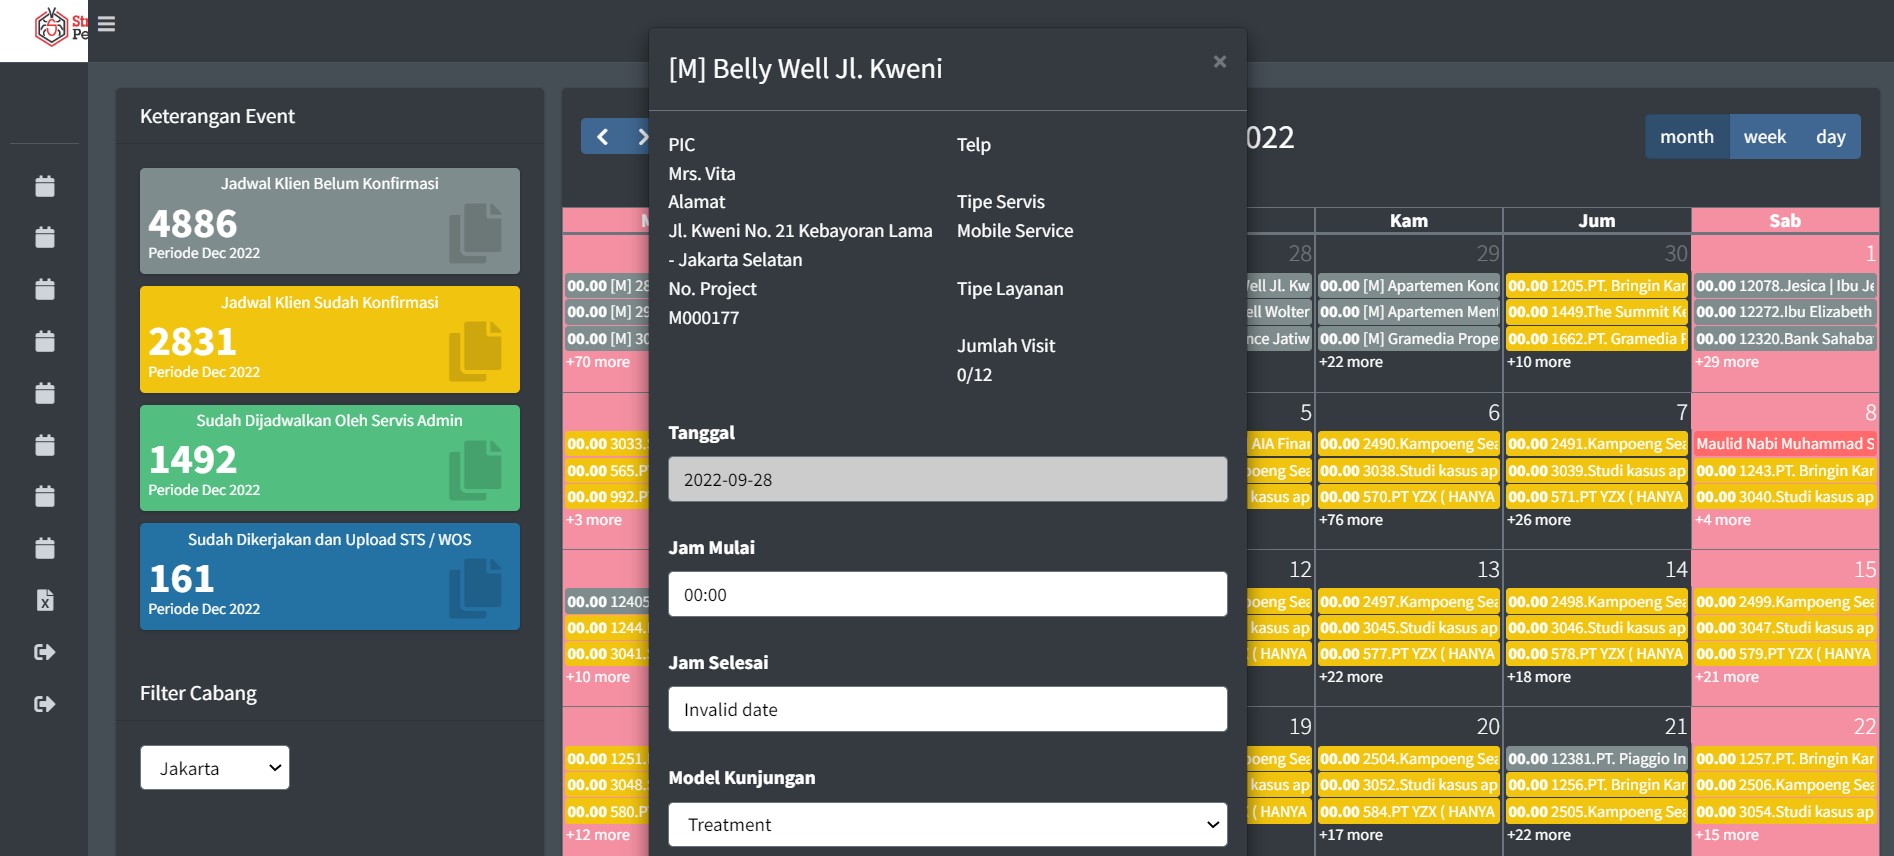 Keterangan Event
Jadwal Klien Belum Konfirmasi
4886
Periode Dec 2022
Jadwal Klien Sudah Konfirmasi
2831
Periode Dec 2022
Sudah Dijadwalkan Oleh Servis Admin
1492
Periode Dec 2022
Sudah Dikerjakan dan Upload STS / WOS
161
Periode Dec 2022
Filter Cabang
Jakarta
[M] Belly Well Jl. Kweni
×
PIC
Mrs. Vita
Alamat
Jl. Kweni No. 21 Kebayoran Lama
- Jakarta Selatan
No. Project
M000177
Telp
Tipe Servis
Mobile Service
Tipe Layanan
Jumlah Visit
0/12
Tanggal
2022-09-28
Jam Mulai
00:00
Jam Selesai
Invalid date
Model Kunjungan
Treatment
022
month week day
Kam Jum Sab
28 29 30 1
00.00 [M] 28
00.00 [M] 29
00.00 [M] 30
+70 more
ell Jl. Kw
ell Wolter
nce Jatiw
00.00 [M] Apartemen Kond
00.00 [M] Apartemen Ment
00.00 [M] Gramedia Prope
+22 more
00.00 1205.PT. Bringin Kar
00.00 1449.The Summit Ke
00.00 1662.PT. Gramedia P
+10 more
00.00 12078.Jesica | Ibu Je
00.00 12272.Ibu Elizabeth
00.00 12320.Bank Sahaba
+29 more
5 6 7 8
00.00 3033.
00.00 565.P
00.00 992.P
+3 more
AIA Finar
poeng Sea
kasus ap
00.00 2490.Kampoeng Sea
00.00 3038.Studi kasus ap
00.00 570.PT YZX ( HANYA
+76 more
00.00 2491.Kampoeng Sea
00.00 3039.Studi kasus ap
00.00 571.PT YZX ( HANYA
+26 more
Maulid Nabi Muhammad S
00.00 1243.PT. Bringin Kar
00.00 3040.Studi kasus ap
+4 more
12 13 14 15
00.00 12405
00.00 1244.
00.00 3041.
+10 more
poeng Sea
kasus ap
( HANYA
00.00 2497.Kampoeng Sea
00.00 3045.Studi kasus ap
00.00 577.PT YZX ( HANYA
+22 more
00.00 2498.Kampoeng Sea
00.00 3046.Studi kasus ap
00.00 578.PT YZX ( HANYA
+18 more
00.00 2499.Kampoeng Sea
00.00 3047.Studi kasus ap
00.00 579.PT YZX ( HANYA
+21 more
19 20 21 22
00.00 1251.
00.00 3048.
00.00 580.P
+12 more
poeng Sea
kasus ap
( HANYA
00.00 2504.Kampoeng Sea
00.00 3052.Studi kasus ap
00.00 584.PT YZX ( HANYA
+17 more
00.00 12381.PT. Piaggio In
00.00 1256.PT. Bringin Kar
00.00 2505.Kampoeng Sea
+22 more
00.00 1257.PT. Bringin Kar
00.00 2506.Kampoeng Sea
00.00 3054.Studi kasus ap
+15 more